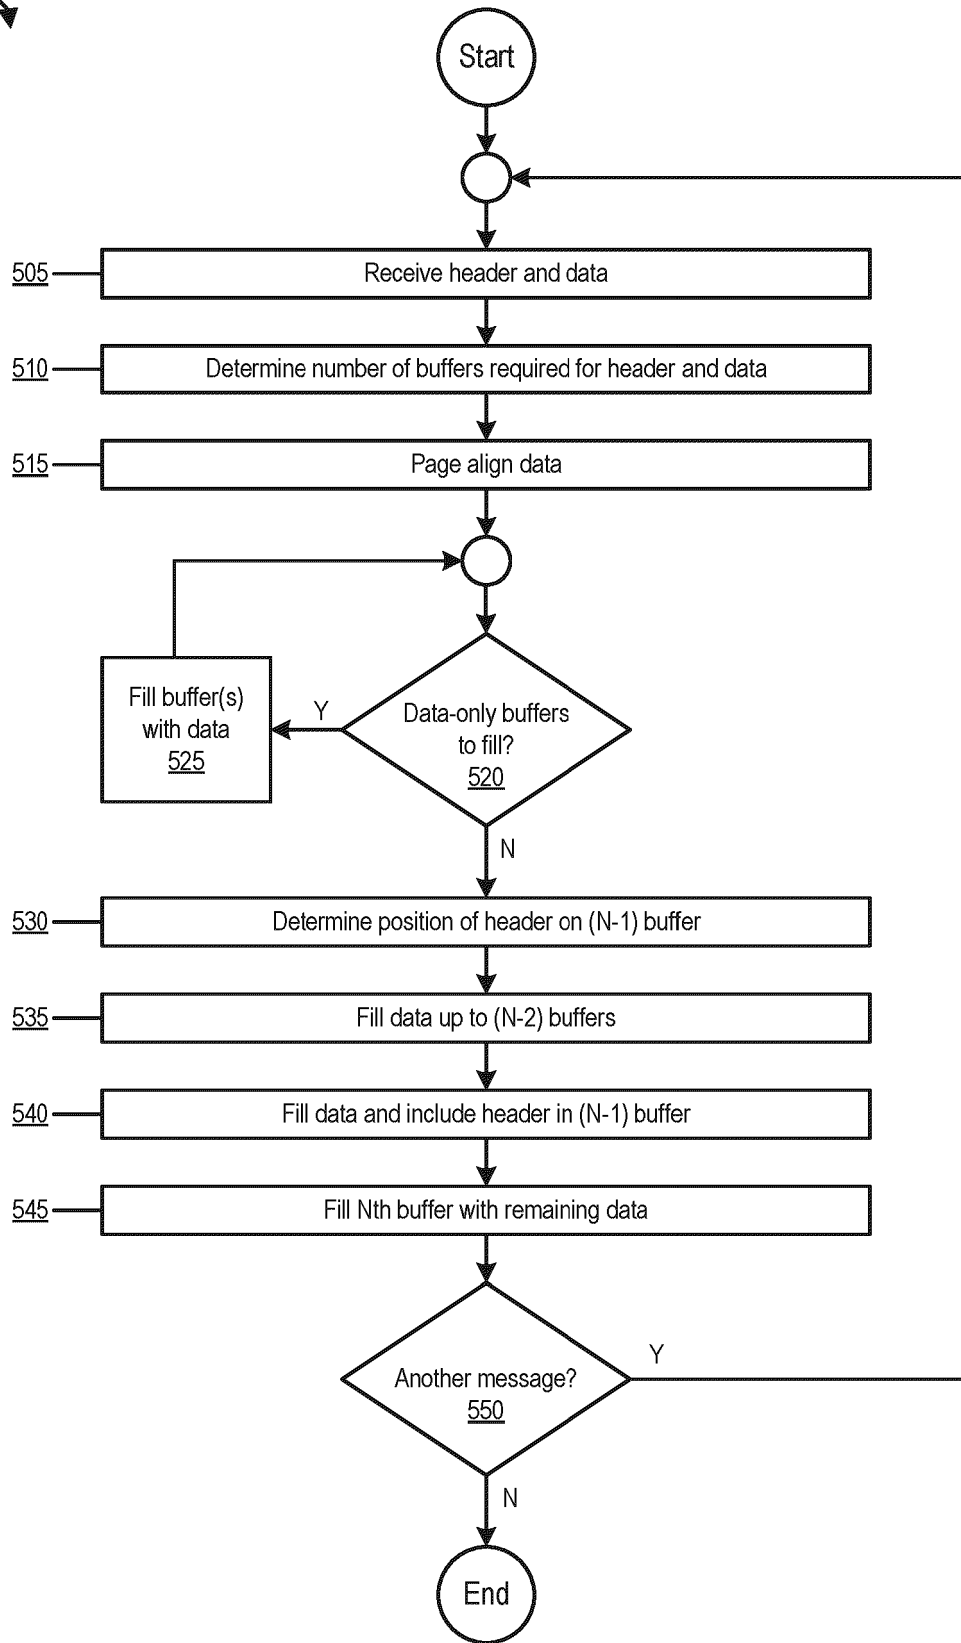 Start
505
Receive header and data
510
Determine number of buffers required for header and data
515
Page align data
Fill buffer(s)
with data
525
Y
Data-only buffers
to fill?
520
N
530
Determine position of header on (N-1) buffer
535
Fill data up to (N-2) buffers
540
Fill data and include header in (N-1) buffer
545
Fill Nth buffer with remaining data
Another message?
550
Y
N
End